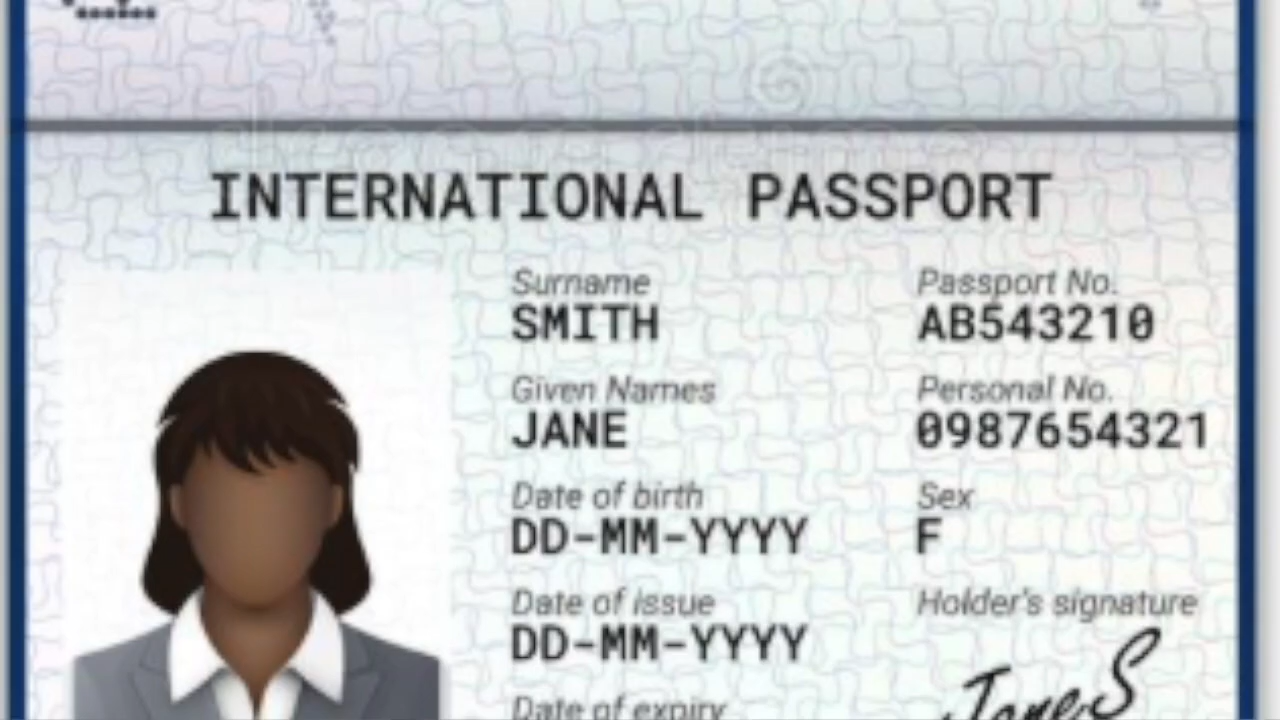 INTERNATIONAL PASSPORT
Surname
SMITH
Passport No.
AB543210
Given Names
JANE
Personal No.
0987654321
Date of birth
DD-MM-YYYY
Sex
F
Date of issue
DD-MM-YYYY
Holder's signature
Jane S
Date of expiry